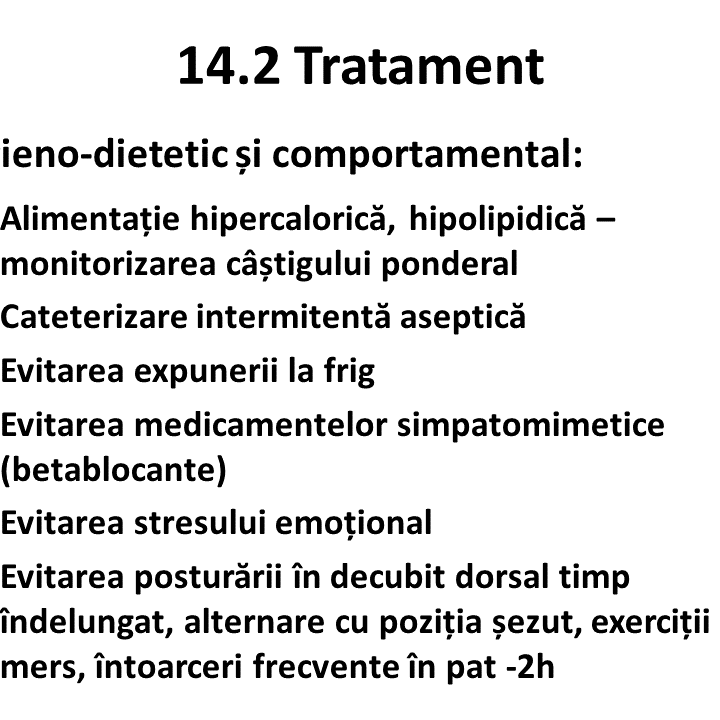 14.2 Tratament
ieno-dietetic și comportamental:
Alimentație hipercalorică, hipolipidică –
monitorizarea câștigului ponderal
Cateterizare intermitentă aseptică
Evitarea expunerii la frig
Evitarea medicamentelor simpatomimetice
(betablocante)
Evitarea stresului emoțional
Evitarea posturării în decubit dorsal timp
îndelungat, alternare cu poziția șezut, exerciții
mers, întoarceri frecvente în pat -2h